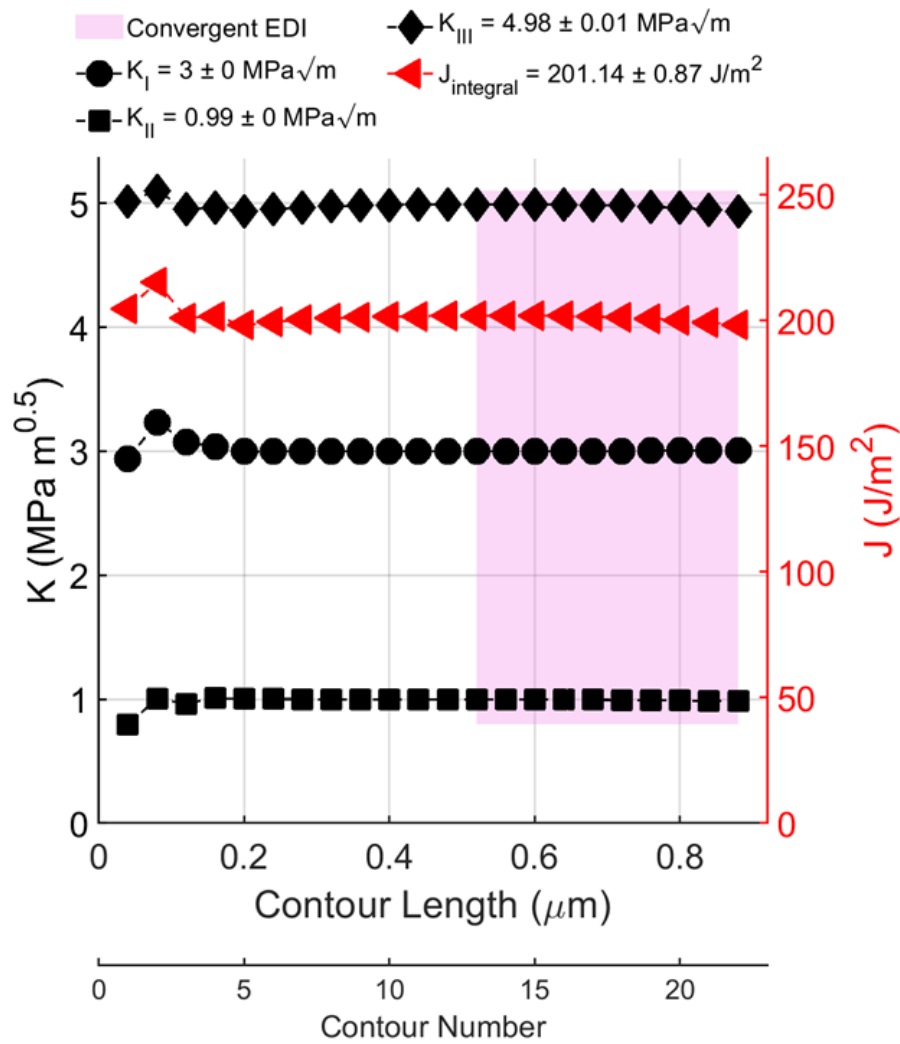 Convergent EDI
K_I = 3 ± 0 MPa√m
K_II = 0.99 ± 0 MPa√m
K_III = 4.98 ± 0.01 MPa√m
J_integral = 201.14 ± 0.87 J/m²
5
4
3
2
1
0
K (MPa m^0.5)
250
200
150
100
50
0
J (J/m²)
0 0.2 0.4 0.6 0.8
Contour Length (μm)
0 5 10 15 20
Contour Number